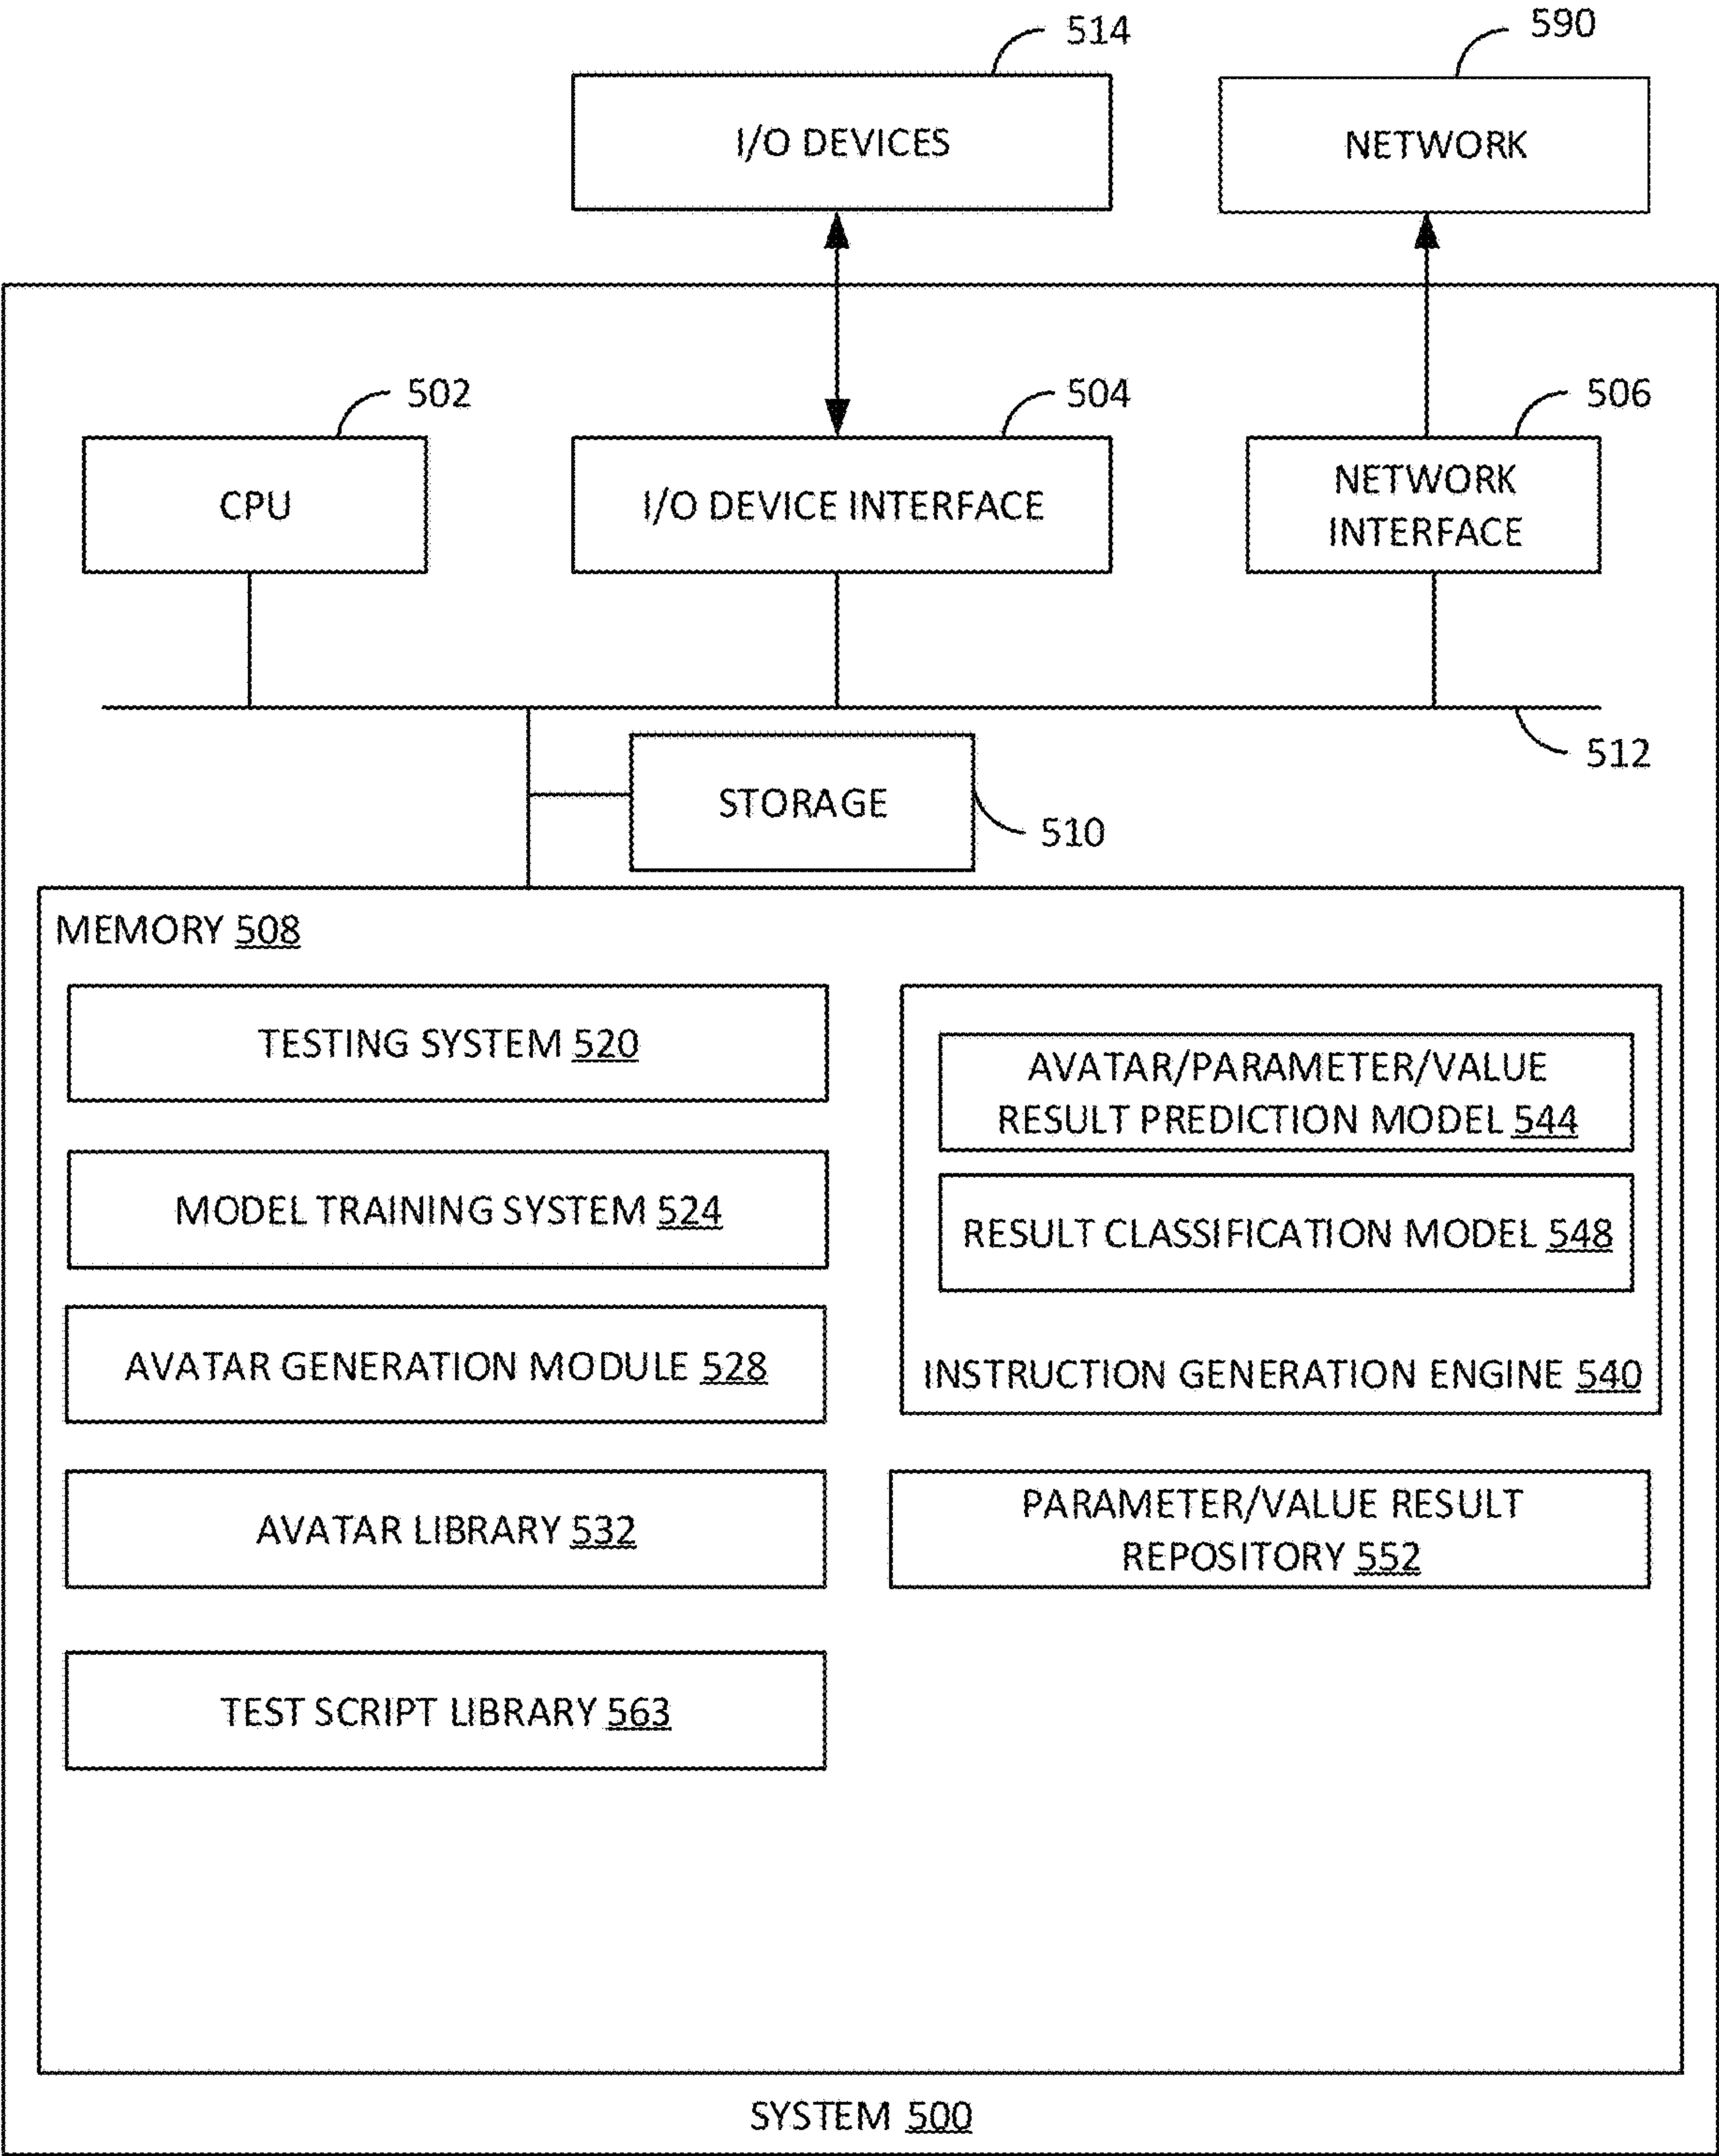 514
590
I/O DEVICES
NETWORK
502
504
506
CPU
I/O DEVICE INTERFACE
NETWORK
INTERFACE
512
STORAGE
510
MEMORY 508
TESTING SYSTEM 520
MODEL TRAINING SYSTEM 524
AVATAR GENERATION MODULE 528
AVATAR LIBRARY 532
TEST SCRIPT LIBRARY 563
AVATAR/PARAMETER/VALUE
RESULT PREDICTION MODEL 544
RESULT CLASSIFICATION MODEL 548
INSTRUCTION GENERATION ENGINE 540
PARAMETER/VALUE RESULT
REPOSITORY 552
SYSTEM 500